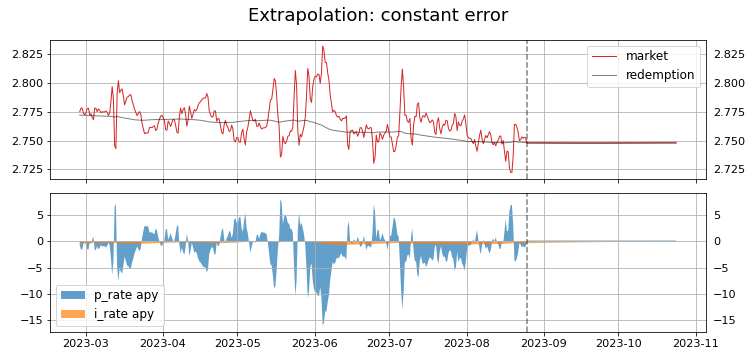 Extrapolation: constant error
2.825 2.825
market
redemption
2.800 2.800
2.775 2.775
2.750 2.750
2.725 2.725
5 5
0 0
−5 −5
−10 −10
p_rate apy
i_rate apy
−15 −15
2023-03 2023-04 2023-05 2023-06 2023-07 2023-08 2023-09 2023-10 2023-11